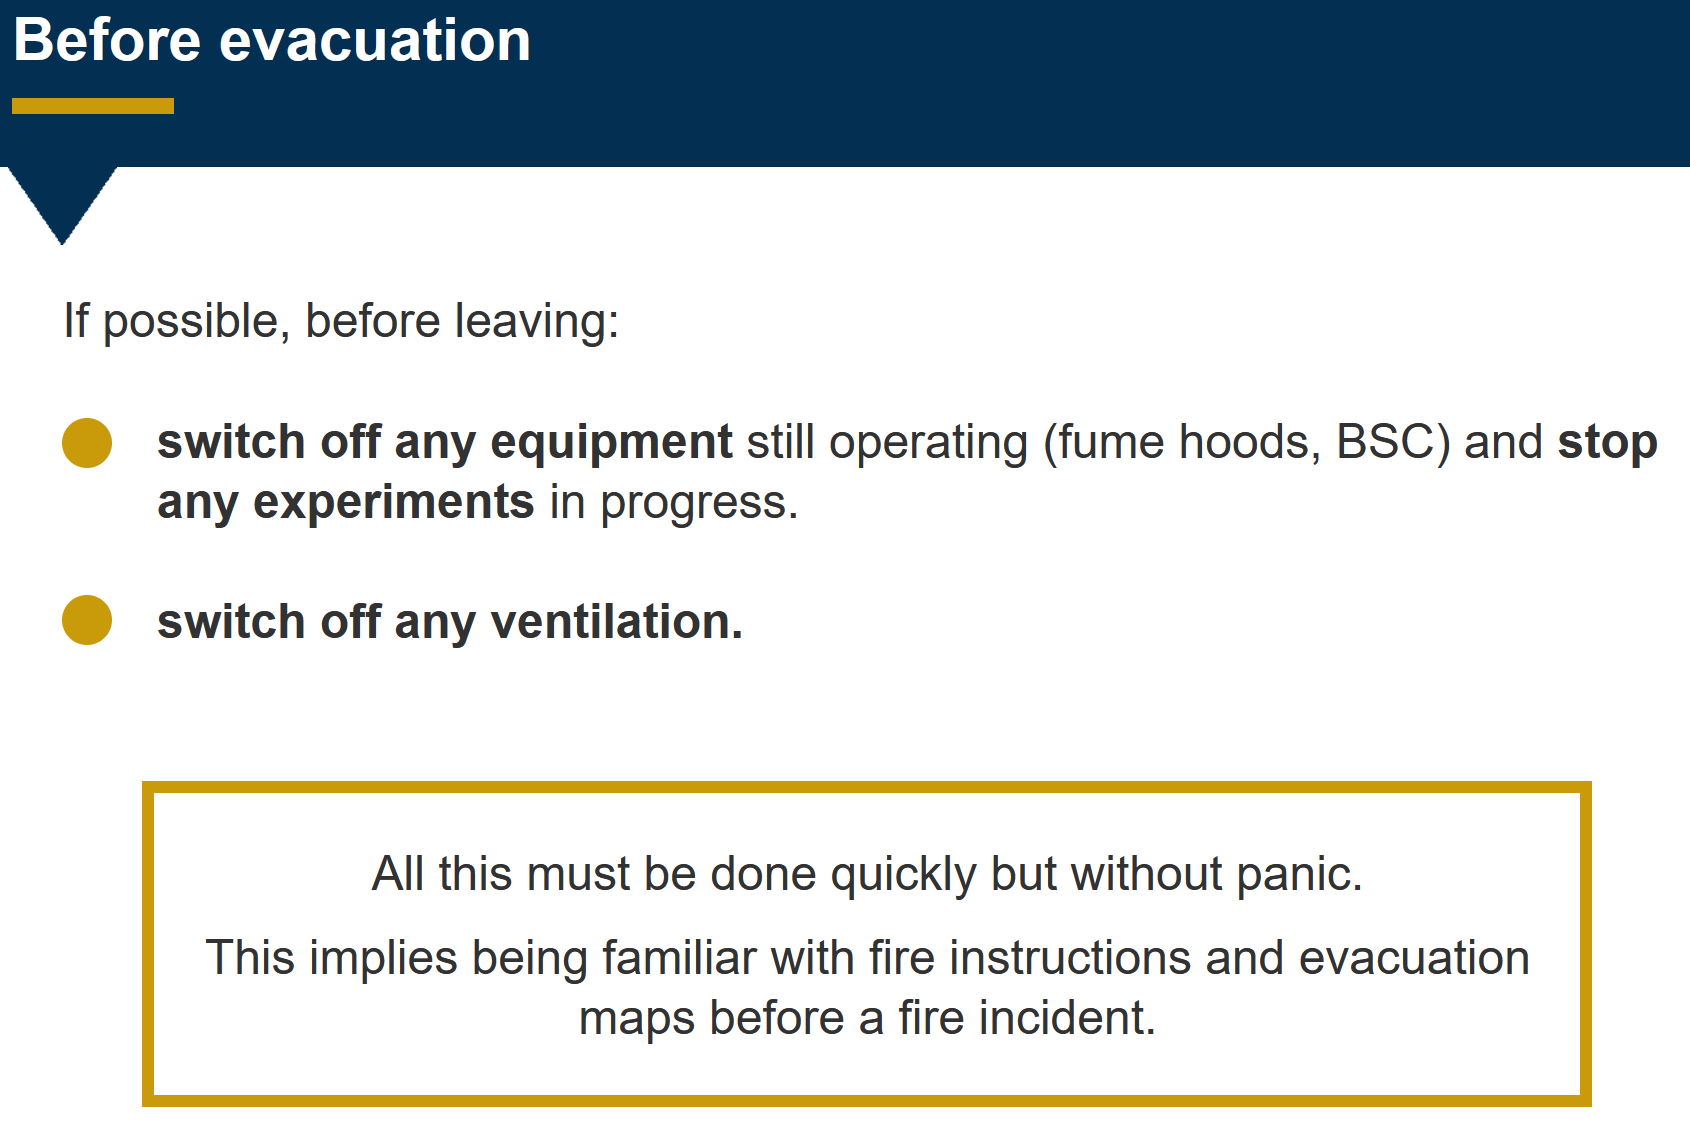 Before evacuation
If possible, before leaving:
switch off any equipment still operating (fume hoods, BSC) and stop
any experiments in progress.
switch off any ventilation.
All this must be done quickly but without panic.
This implies being familiar with fire instructions and evacuation
maps before a fire incident.